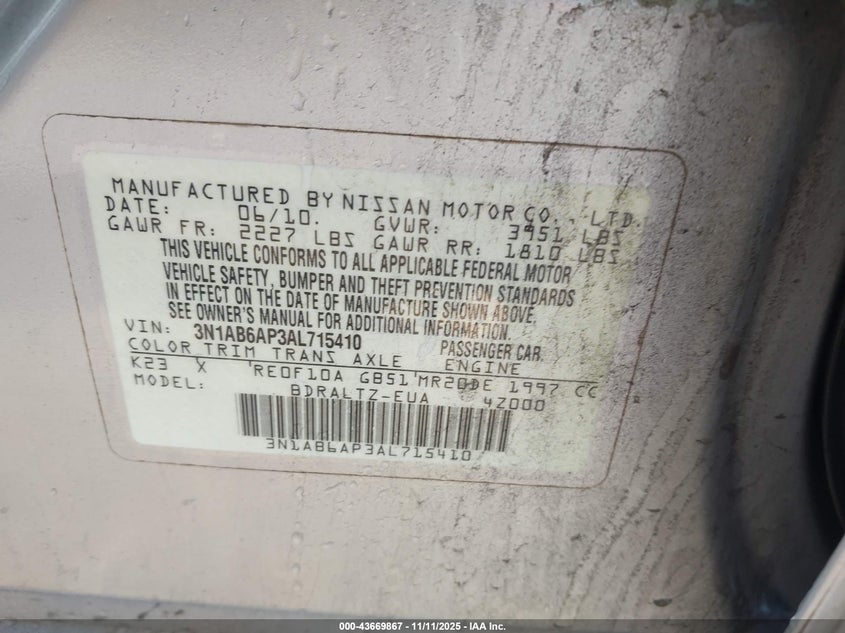 MANUFACTURED BY NISSAN MOTOR CO., LTD.
DATE: 06/10. GVWR: 3951 LBS
GAWR FR: 2227 LBS GAWR RR: 1810 LBS
THIS VEHICLE CONFORMS TO ALL APPLICABLE FEDERAL MOTOR
VEHICLE SAFETY, BUMPER AND THEFT PREVENTION STANDARDS
IN EFFECT ON THE DATE OF MANUFACTURE SHOWN ABOVE.
SEE OWNER'S MANUAL FOR ADDITIONAL INFORMATION.
VIN: 3N1AB6AP3AL715410 PASSENGER CAR
COLOR TRIM TRANS AXLE ENGINE
K23 X RE0F10A GB51 MR20DE 1997 CC
MODEL: BDRALTZ-EUA 4Z000
3N1AB6AP3AL715410
000-43669867 - 11/11/2025 - IAA Inc.